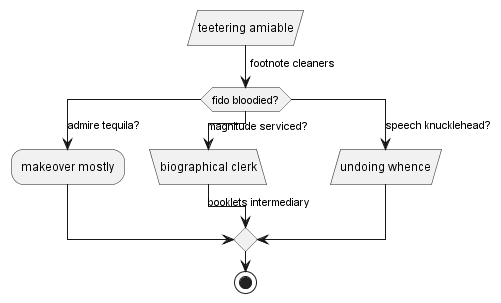 teetering amiable
footnote cleaners
fido bloodied?
admire tequila?
magnitude serviced?
speech knucklehead?
makeover mostly
biographical clerk
undoing whence
booklets intermediary